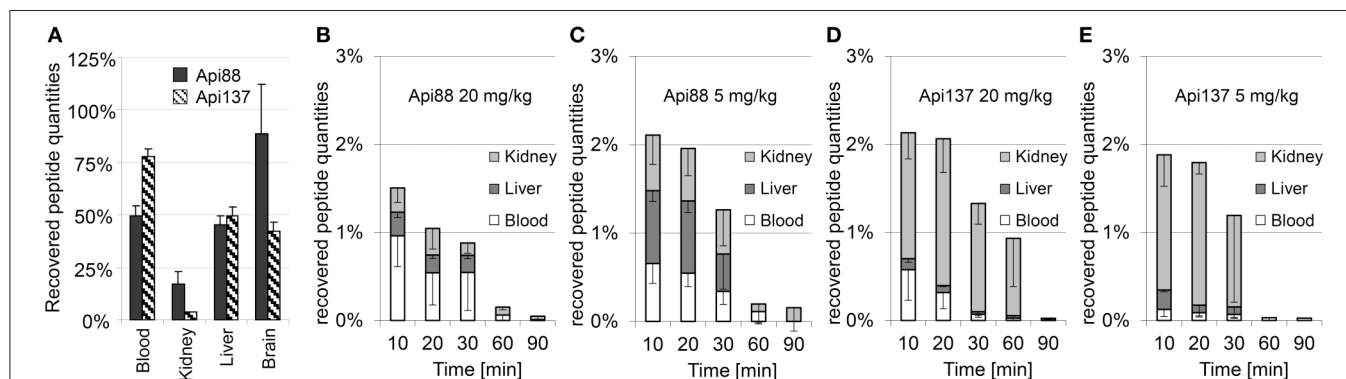 A
Recovered peptide quantities
125%
100%
75%
50%
25%
0%
Api88
Api137
Blood
Kidney
Liver
Brain
B
recovered peptide quantities
3%
2%
1%
0%
Api88 20 mg/kg
Kidney
Liver
Blood
10 20 30 60 90
Time [min]
C
recovered peptide quantities
3%
2%
1%
0%
Api88 5 mg/kg
Kidney
Liver
Blood
10 20 30 60 90
Time [min]
D
recovered peptide quantities
3%
2%
1%
0%
Api137 20 mg/kg
Kidney
Liver
Blood
10 20 30 60 90
Time [min]
E
recovered peptide quantities
3%
2%
1%
0%
Api137 5 mg/kg
Kidney
Liver
Blood
10 20 30 60 90
Time [min]